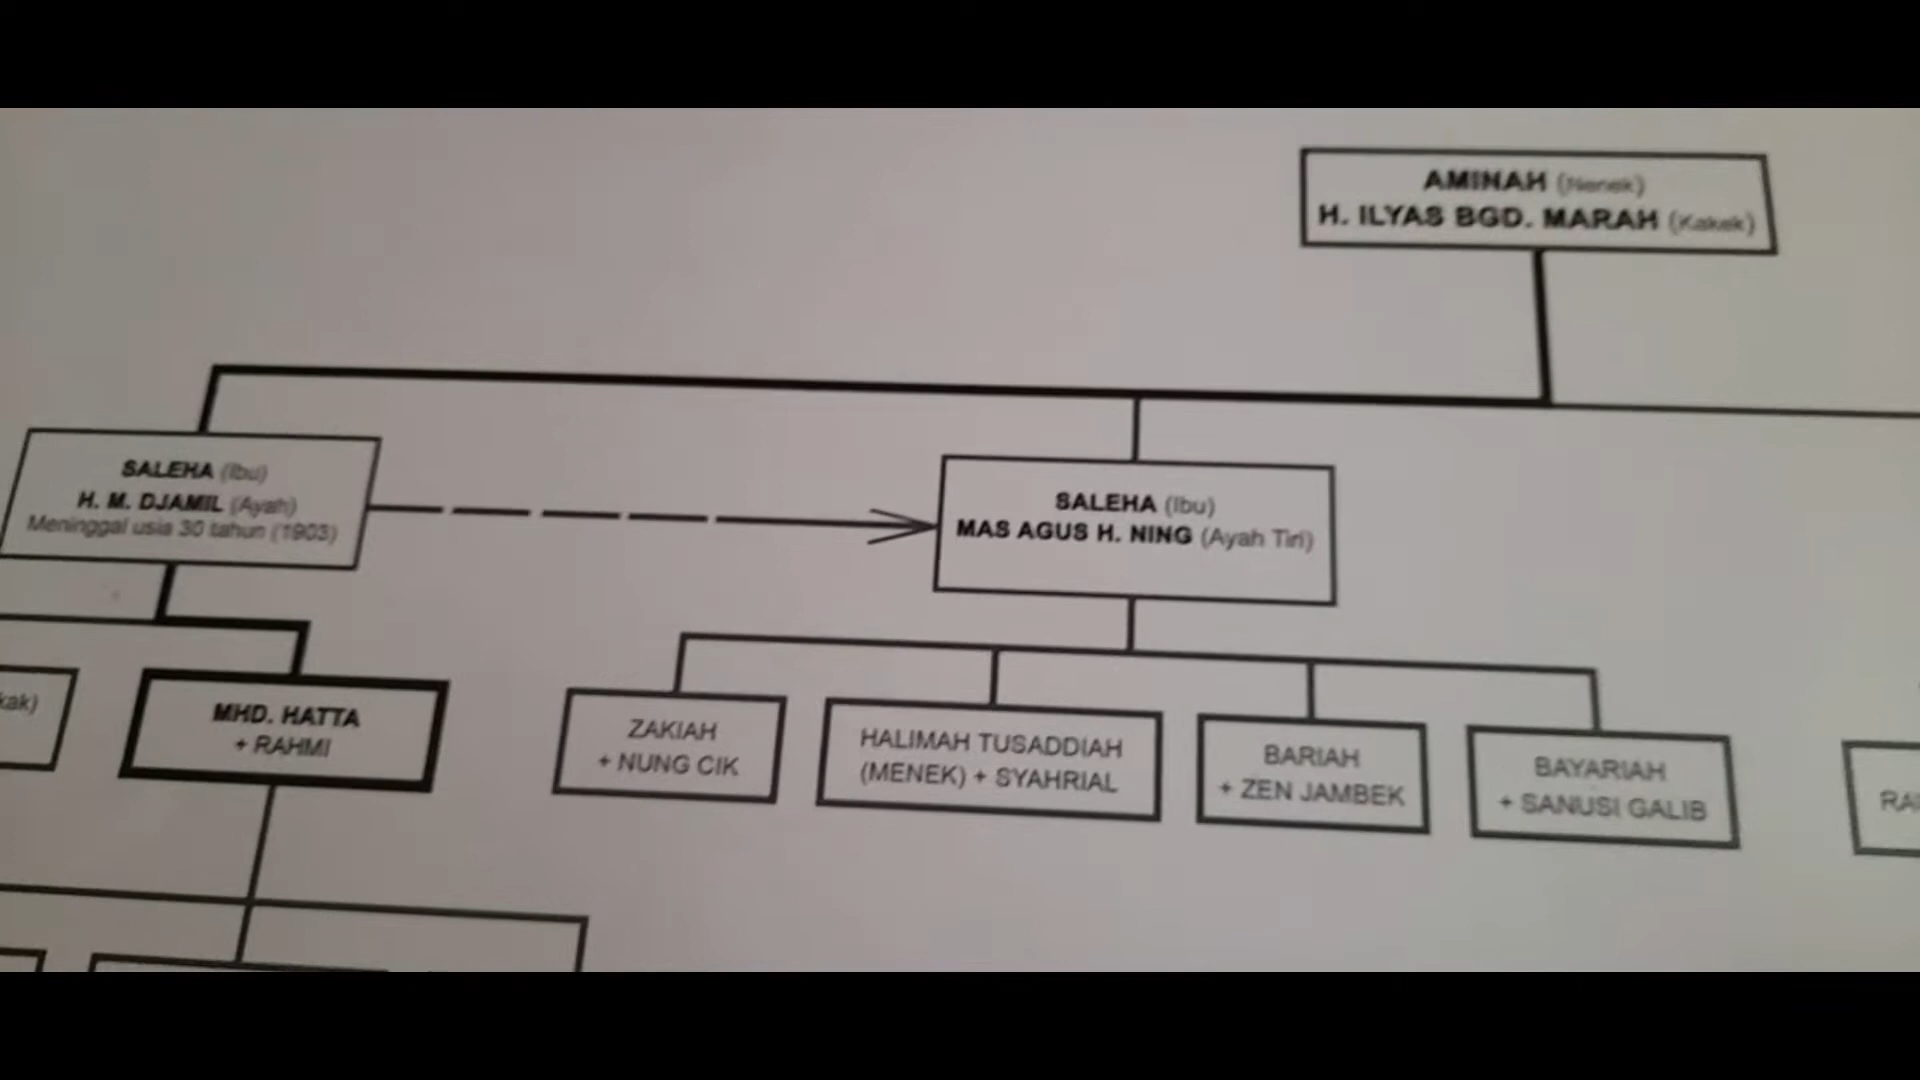 AMINAH (Nenek)
H. ILYAS BGD. MARAH (Kakek)
SALEHA (Ibu)
H. M. DJAMIL (Ayah)
Meninggal usia 30 tahun (1903)
SALEHA (Ibu)
MAS AGUS H. NING (Ayah Tiri)
kak)
MHD. HATTA
+ RAHMI
ZAKIAH
+ NUNG CIK
HALIMAH TUSADDIAH
(MENEK) + SYAHRIAL
BARIAH
+ ZEN JAMBEK
BAYARIAH
+ SANUSI GALIB